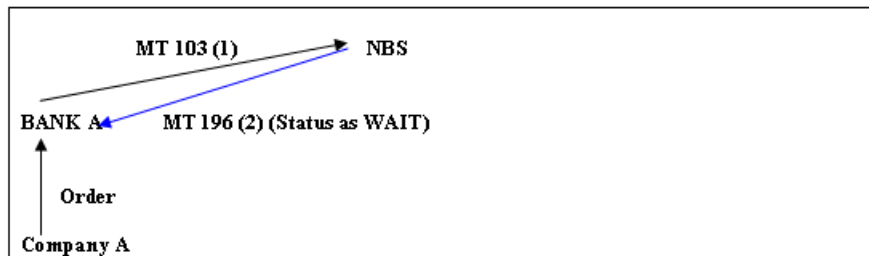 MT 103 (1)
NBS
BANK A
MT 196 (2) (Status as WAIT)
Order
Company A